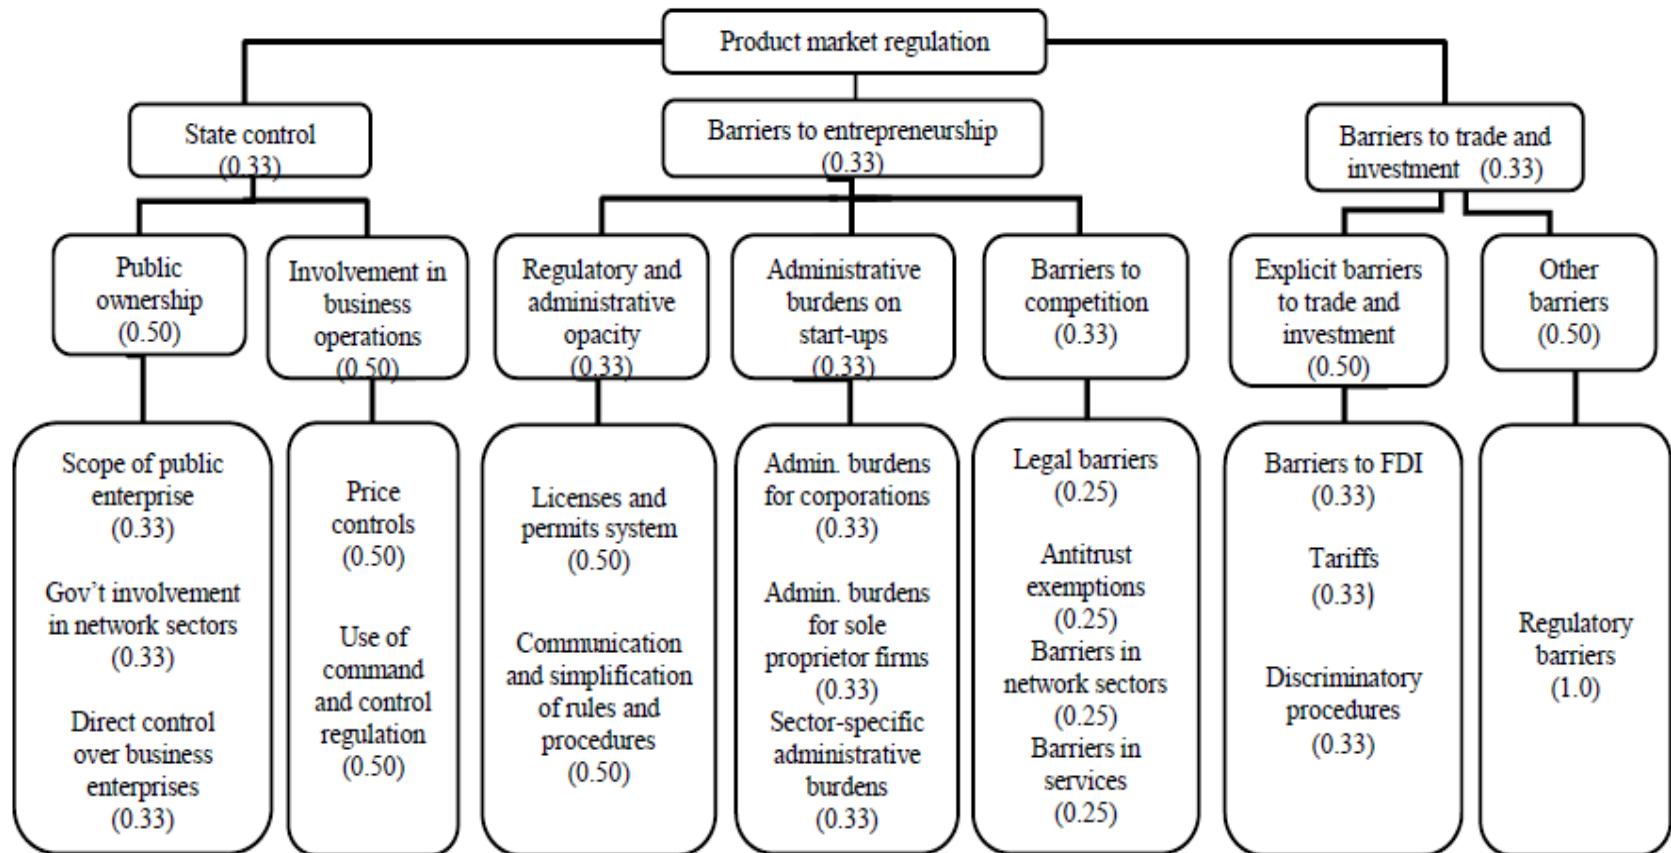 Product market regulation
State control
(0.33)
Barriers to entrepreneurship
(0.33)
Barriers to trade and
investment (0.33)
Public
ownership
(0.50)
Involvement in
business
operations
(0.50)
Regulatory and
administrative
opacity
(0.33)
Administrative
burdens on
start-ups
(0.33)
Barriers to
competition
(0.33)
Explicit barriers
to trade and
investment
(0.50)
Other
barriers
(0.50)
Scope of public
enterprise
(0.33)
Gov't involvement
in network sectors
(0.33)
Direct control
over business
enterprises
(0.33)
Price
controls
(0.50)
Use of
command
and control
regulation
(0.50)
Licenses and
permits system
(0.50)
Communication
and simplification
of rules and
procedures
(0.50)
Admin. burdens
for corporations
(0.33)
Admin. burdens
for sole
proprietor firms
(0.33)
Sector-specific
administrative
burdens
(0.33)
Legal barriers
(0.25)
Antitrust
exemptions
(0.25)
Barriers in
network sectors
(0.25)
Barriers in
services
(0.25)
Barriers to FDI
(0.33)
Tariffs
(0.33)
Discriminatory
procedures
(0.33)
Regulatory
barriers
(1.0)